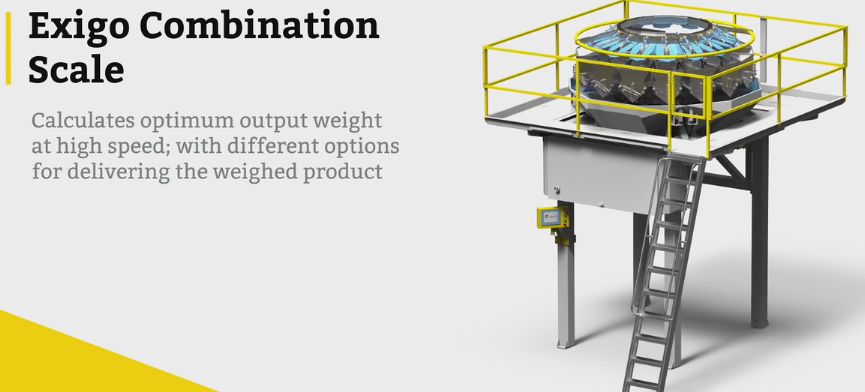 Exigo Combination
Scale
Calculates optimum output weight
at high speed; with different options
for delivering the weighed product